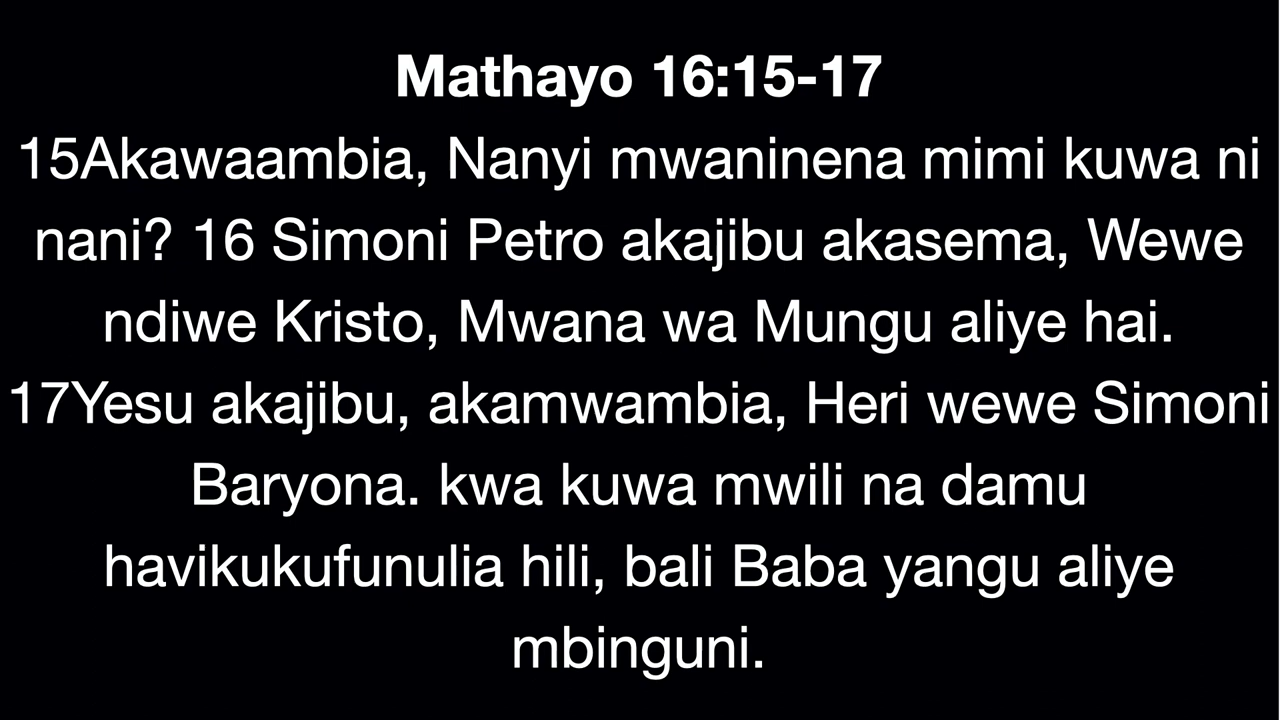 Mathayo 16:15-17
15Akawaambia, Nanyi mwaninena mimi kuwa ni
nani? 16 Simoni Petro akajibu akasema, Wewe
ndiwe Kristo, Mwana wa Mungu aliye hai.
17Yesu akajibu, akamwambia, Heri wewe Simoni
Baryona. kwa kuwa mwili na damu
havikukufunulia hili, bali Baba yangu aliye
mbinguni.